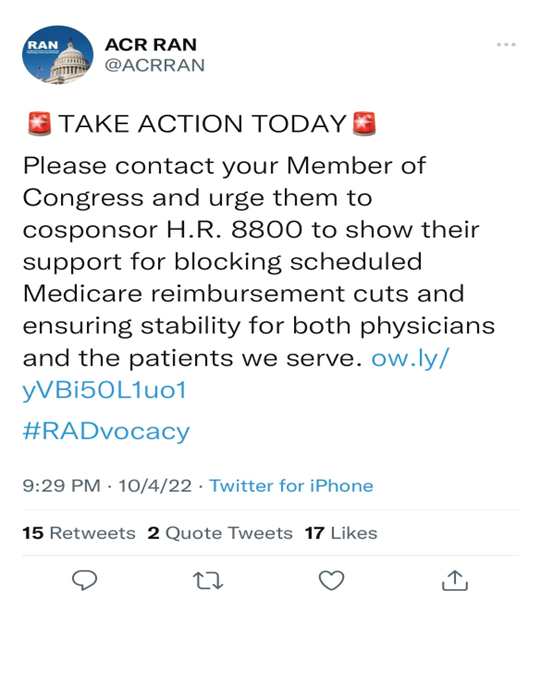 RAN
ACR RAN
@ACRRAN
🚨 TAKE ACTION TODAY 🚨
Please contact your Member of
Congress and urge them to
cosponsor H.R. 8800 to show their
support for blocking scheduled
Medicare reimbursement cuts and
ensuring stability for both physicians
and the patients we serve. ow.ly/
yVBi50L1uo1
#RADvocacy
9:29 PM · 10/4/22 · Twitter for iPhone
15 Retweets 2 Quote Tweets 17 Likes